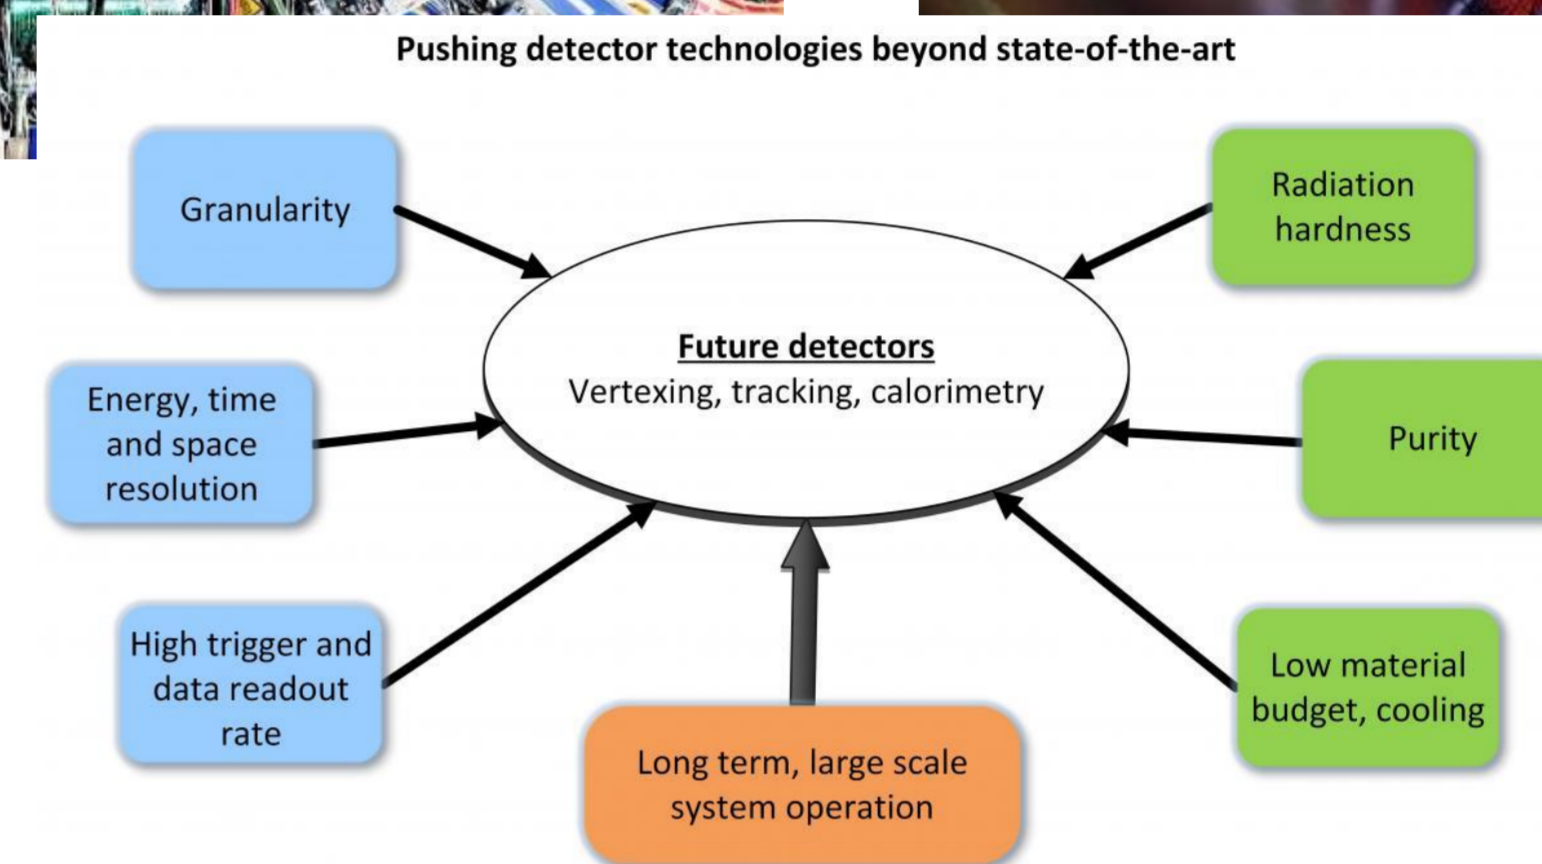 Pushing detector technologies beyond state-of-the-art
Granularity
Radiation
hardness
Future detectors
Vertexing, tracking, calorimetry
Energy, time
and space
resolution
Purity
High trigger and
data readout
rate
Low material
budget, cooling
Long term, large scale
system operation